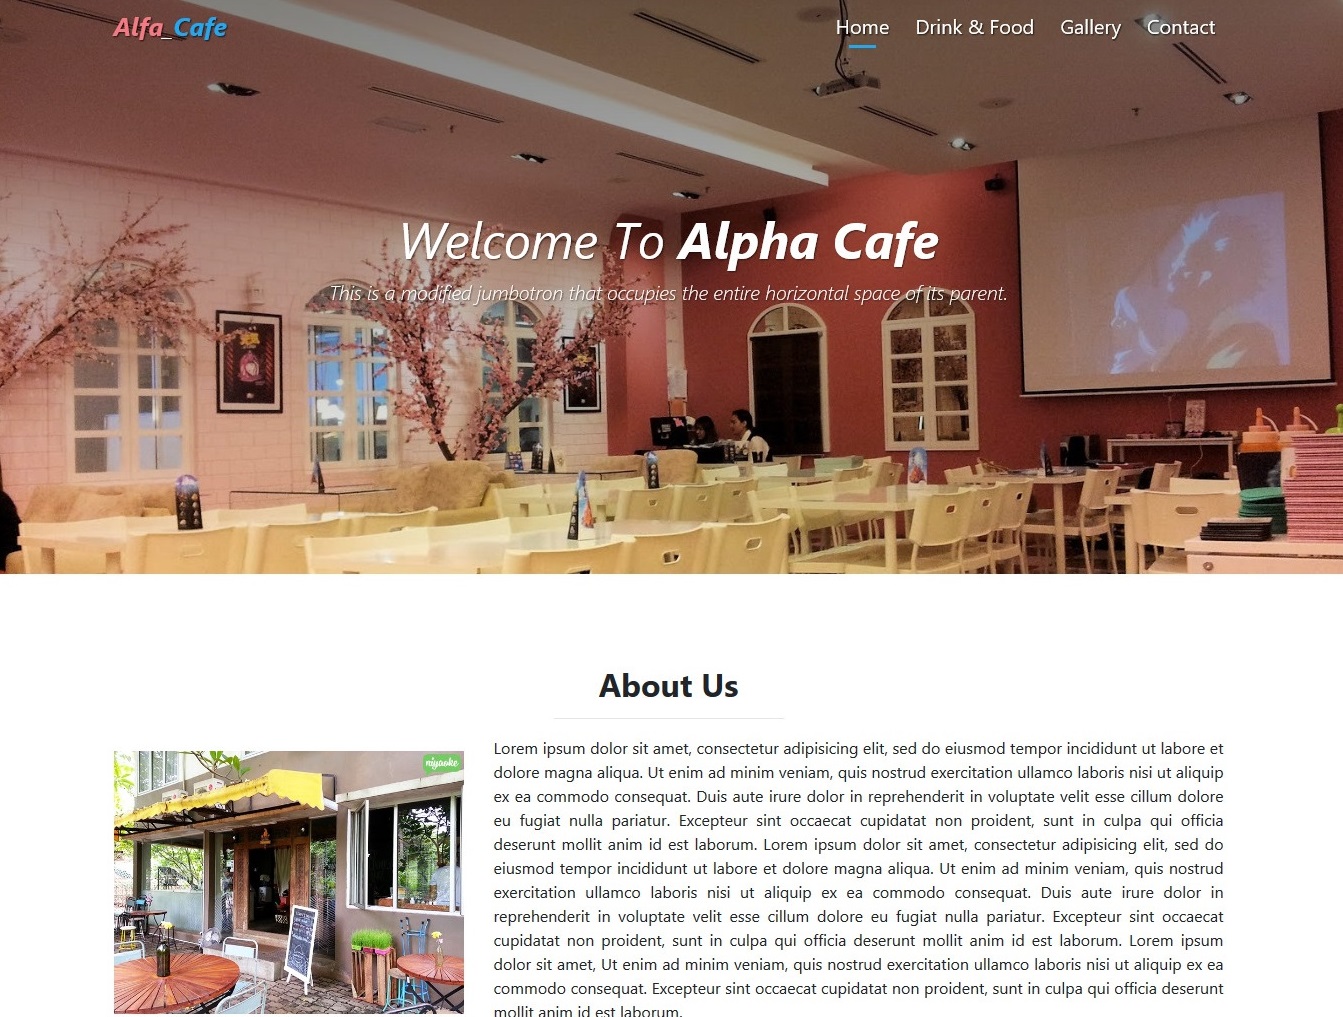 Alfa_Cafe
Home Drink & Food Gallery Contact
Welcome To Alpha Cafe
This is a modified jumbotron that occupies the entire horizontal space of its parent.
About Us
niyaoke
Lorem ipsum dolor sit amet, consectetur adipisicing elit, sed do eiusmod tempor incididunt ut labore et
dolore magna aliqua. Ut enim ad minim veniam, quis nostrud exercitation ullamco laboris nisi ut aliquip
ex ea commodo consequat. Duis aute irure dolor in reprehenderit in voluptate velit esse cillum dolore
eu fugiat nulla pariatur. Excepteur sint occaecat cupidatat non proident, sunt in culpa qui officia
deserunt mollit anim id est laborum. Lorem ipsum dolor sit amet, consectetur adipisicing elit, sed do
eiusmod tempor incididunt ut labore et dolore magna aliqua. Ut enim ad minim veniam, quis nostrud
exercitation ullamco laboris nisi ut aliquip ex ea commodo consequat. Duis aute irure dolor in
reprehenderit in voluptate velit esse cillum dolore eu fugiat nulla pariatur. Excepteur sint occaecat
cupidatat non proident, sunt in culpa qui officia deserunt mollit anim id est laborum. Lorem ipsum
dolor sit amet, Ut enim ad minim veniam, quis nostrud exercitation ullamco laboris nisi ut aliquip ex ea
commodo consequat. Excepteur sint occaecat cupidatat non proident, sunt in culpa qui officia deserunt
mollit anim id est laborum.